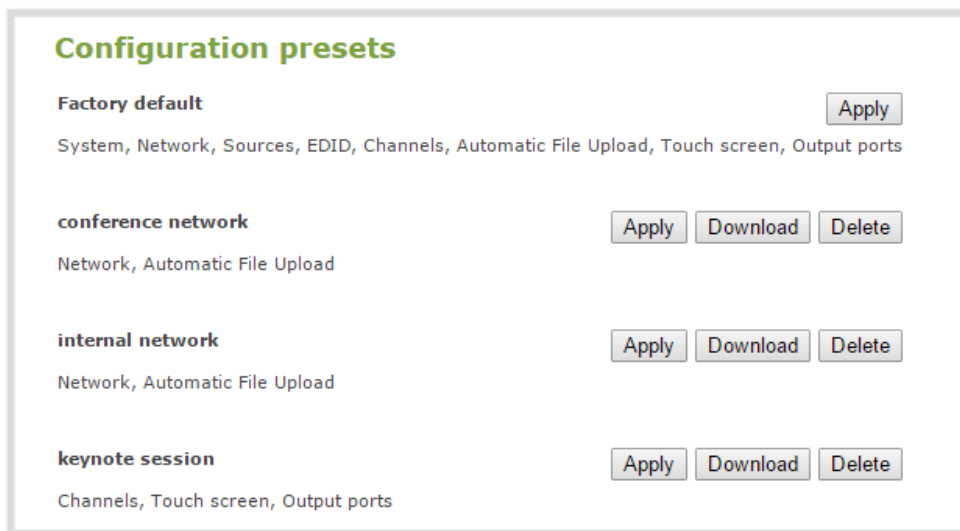 Configuration presets
Factory default Apply
System, Network, Sources, EDID, Channels, Automatic File Upload, Touch screen, Output ports
conference network Apply Download Delete
Network, Automatic File Upload
internal network Apply Download Delete
Network, Automatic File Upload
keynote session Apply Download Delete
Channels, Touch screen, Output ports